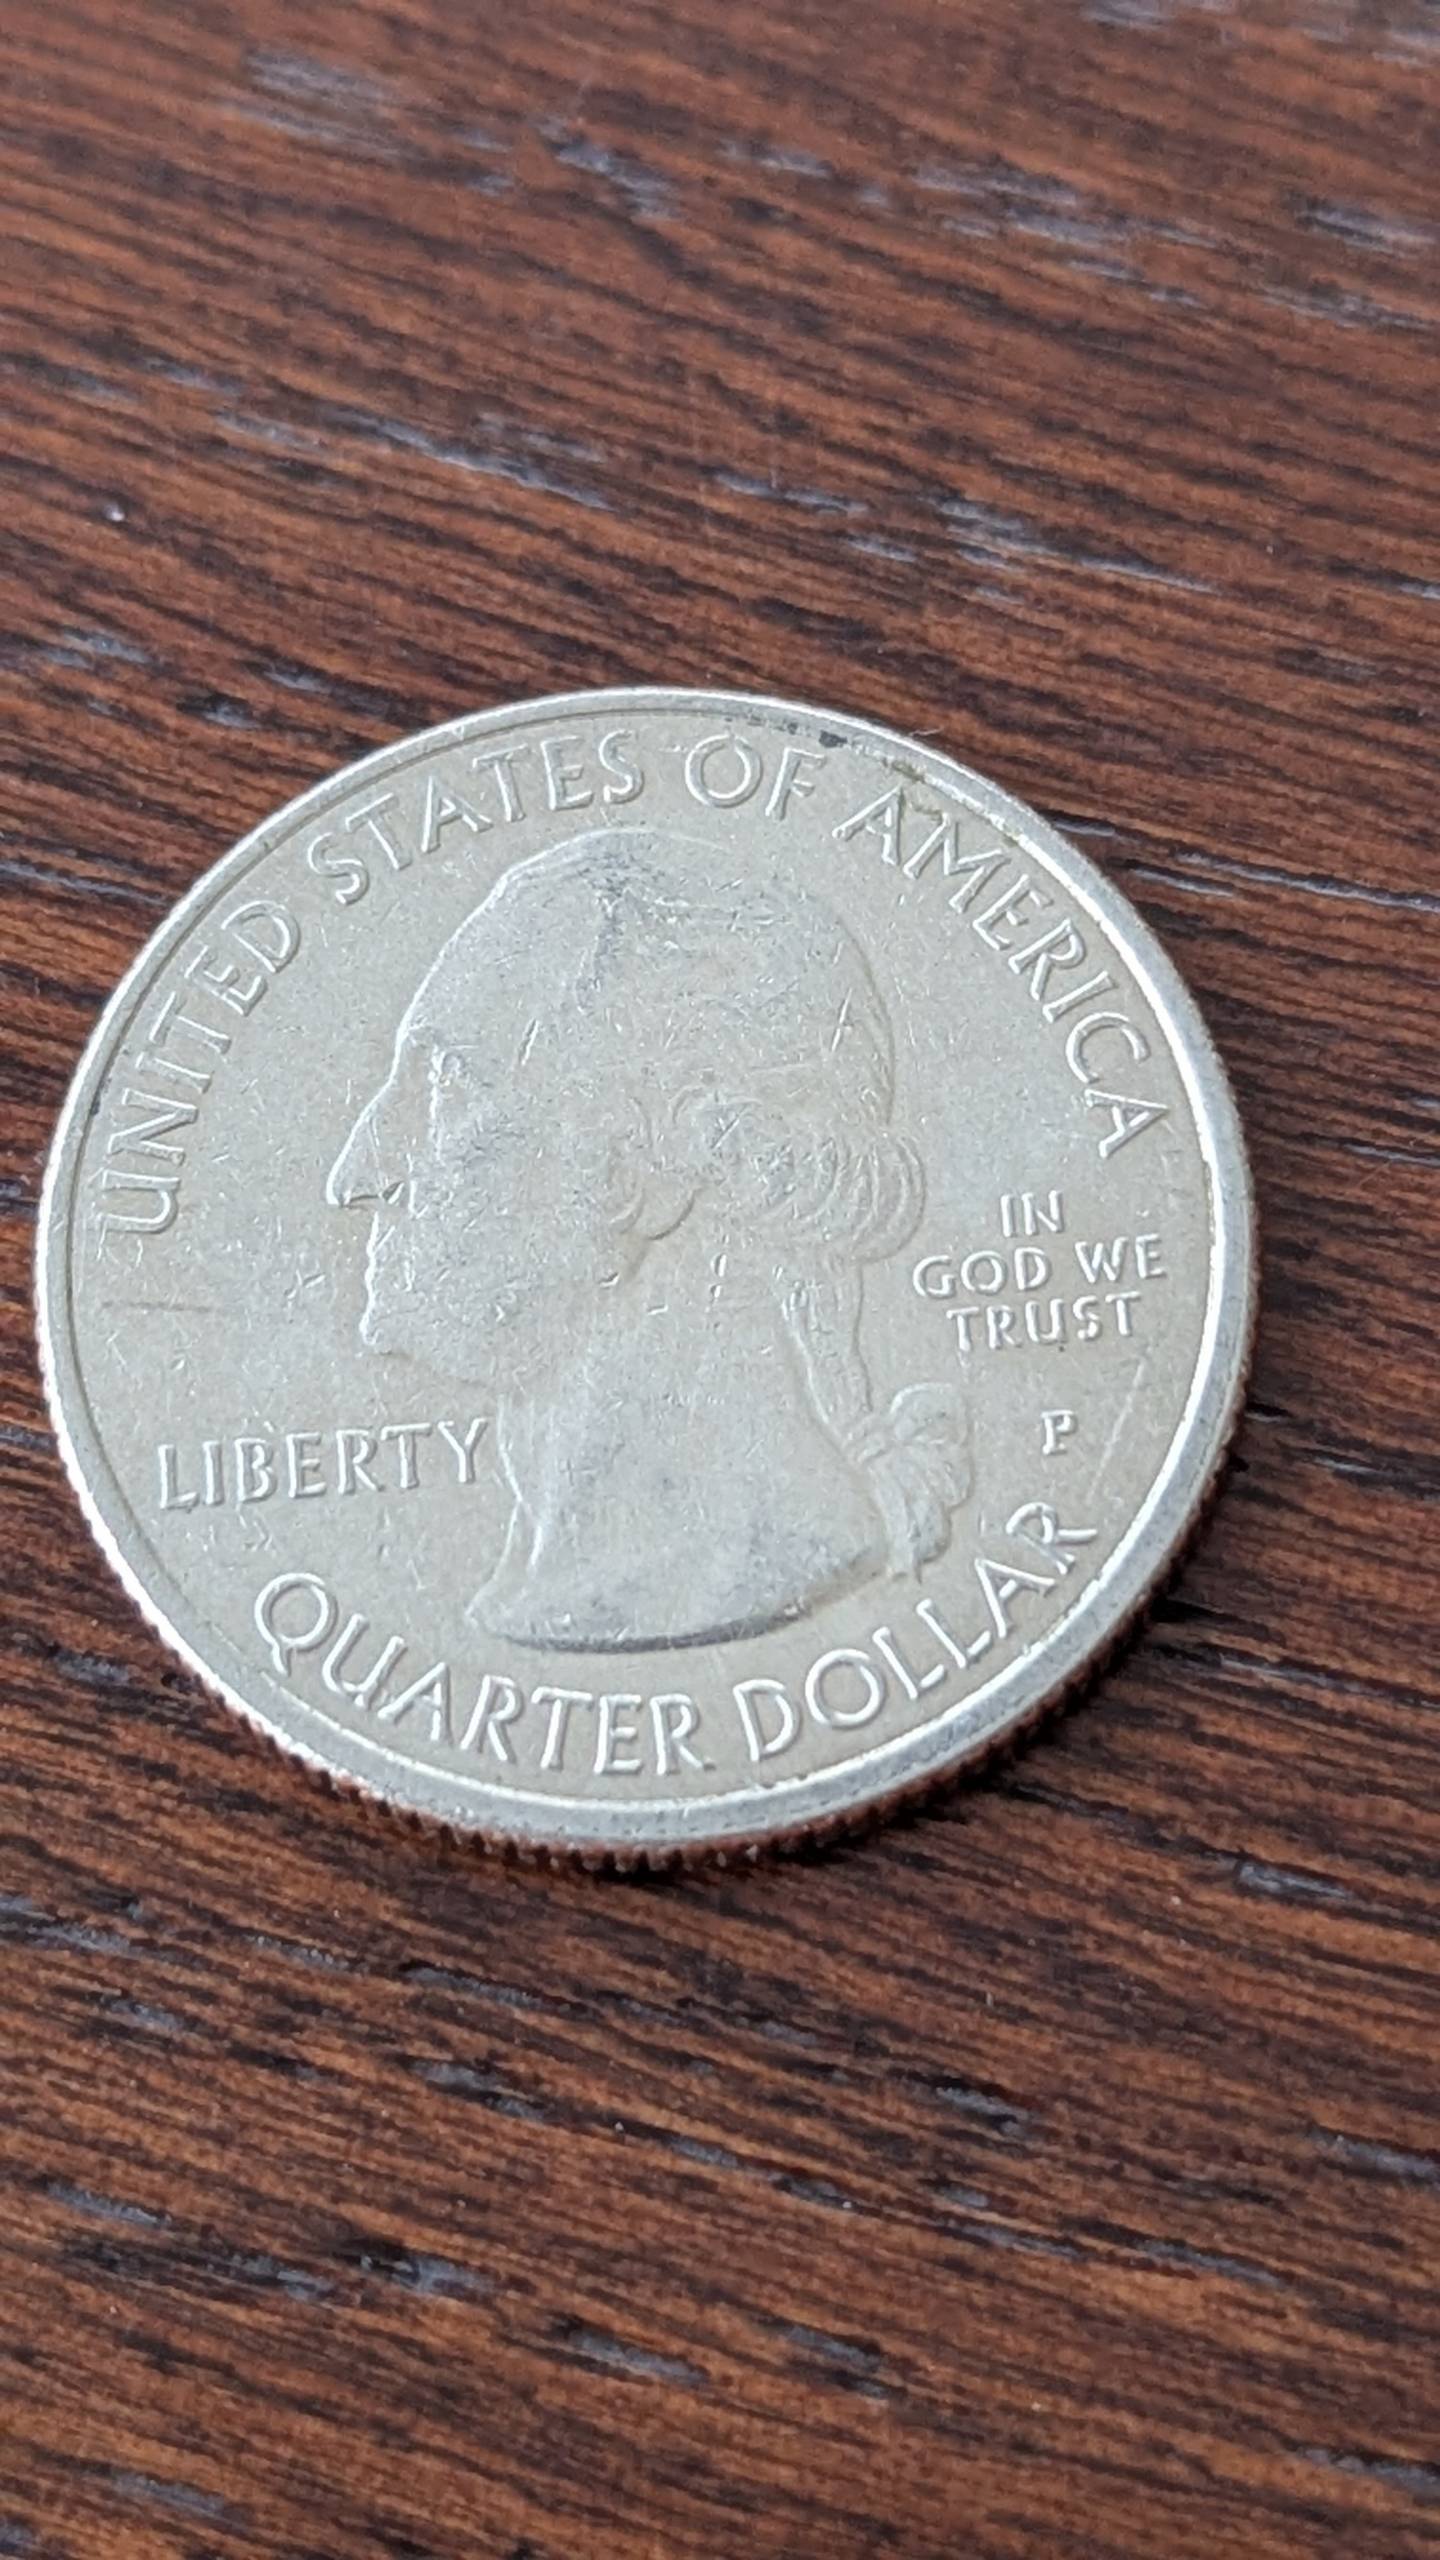 UNITED STATES OF AMERICA
IN
GOD WE
TRUST
P
LIBERTY
QUARTER DOLLAR